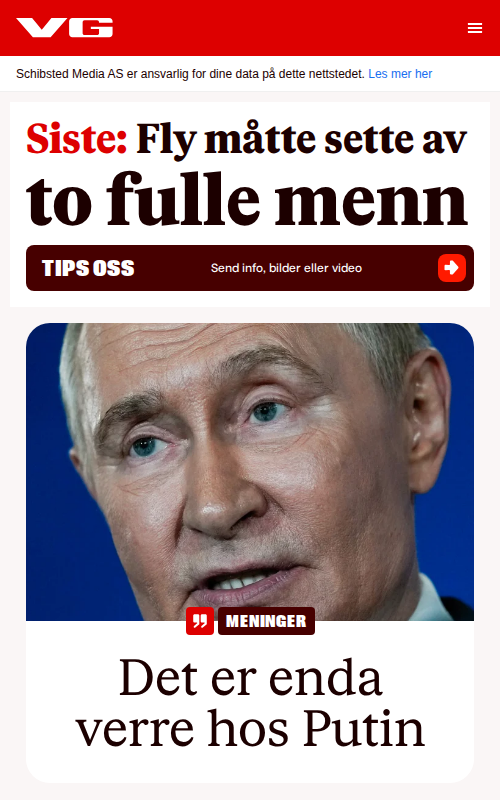 VG
Schibsted Media AS er ansvarlig for dine data på dette nettstedet. Les mer her
Siste: Fly måtte sette av
to fulle menn
TIPS OSS
Send info, bilder eller video
MENINGER
Det er enda
verre hos Putin